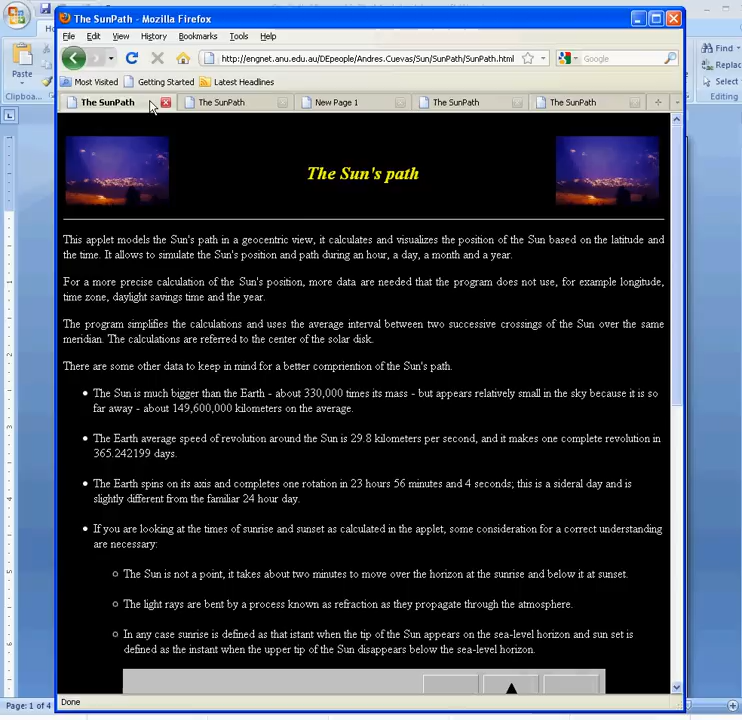 The SunPath - Mozilla Firefox
File Edit View History Bookmarks Tools Help
http://engnet.anu.edu.au/DEpeople/Andres.Cuevas/Sun/SunPath/SunPath.html
Google
Most Visited Getting Started Latest Headlines
The SunPath The SunPath New Page 1 The SunPath The SunPath
The Sun's path
This applet models the Sun's path in a geocentric view, it calculates and visualizes the position of the Sun based on the latitude and
the time. It allows to simulate the Sun's position and path during an hour, a day, a month and a year.
For a more precise calculation of the Sun's position, more data are needed that the program does not use, for example longitude,
time zone, daylight savings time and the year.
The program simplifies the calculations and uses the average interval between two successive crossings of the Sun over the same
meridian. The calculations are referred to the center of the solar disk.
There are some other data to keep in mind for a better compriention of the Sun's path.
The Sun is much bigger than the Earth - about 330,000 times its mass - but appears relatively small in the sky because it is so
far away - about 149,600,000 kilometers on the average.
The Earth average speed of revolution around the Sun is 29.8 kilometers per second, and it makes one complete revolution in
365.242199 days.
The Earth spins on its axis and completes one rotation in 23 hours 56 minutes and 4 seconds; this is a sideral day and is
slightly different from the familiar 24 hour day.
If you are looking at the times of sunrise and sunset as calculated in the applet, some consideration for a correct understanding
are necessary:
The Sun is not a point, it takes about two minutes to move over the horizon at the sunrise and below it at sunset.
The light rays are bent by a process known as refraction as they propagate through the atmosphere.
In any case sunrise is defined as that istant when the tip of the Sun appears on the sea-level horizon and sun set is
defined as the instant when the upper tip of the Sun disappears below the sea-level horizon.
Done
Paste
Clipboa..
Find
Replac
Select
Editing
Page: 1 of 4